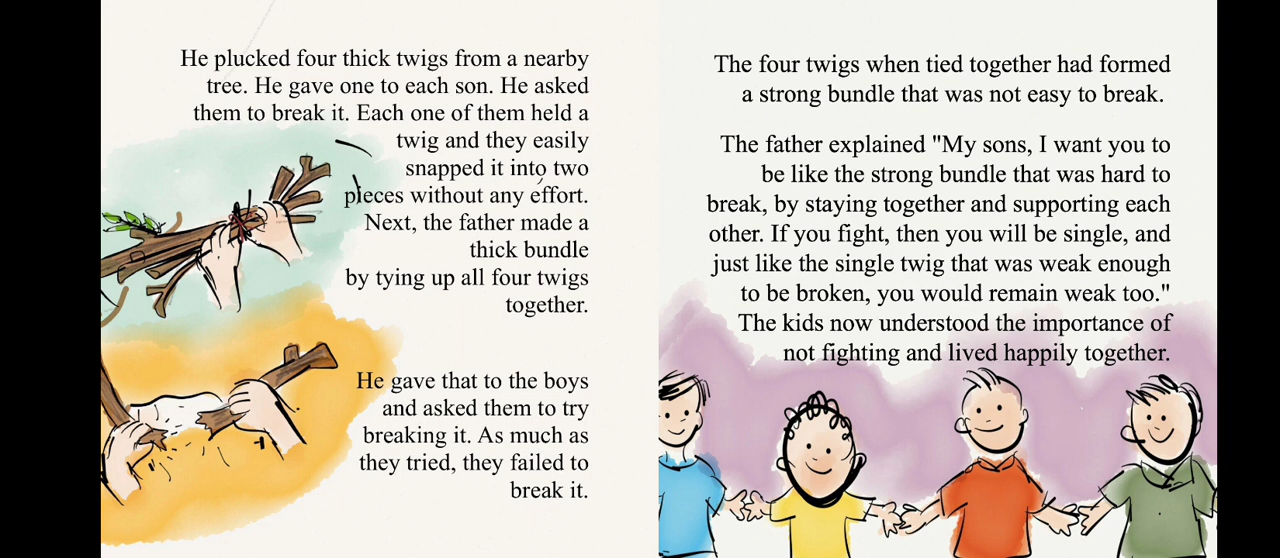 He plucked four thick twigs from a nearby
tree. He gave one to each son. He asked
them to break it. Each one of them held a
twig and they easily
snapped it into two
pieces without any effort.
Next, the father made a
thick bundle
by tying up all four twigs
together.
He gave that to the boys
and asked them to try
breaking it. As much as
they tried, they failed to
break it.
The four twigs when tied together had formed
a strong bundle that was not easy to break.
The father explained "My sons, I want you to
be like the strong bundle that was hard to
break, by staying together and supporting each
other. If you fight, then you will be single, and
just like the single twig that was weak enough
to be broken, you would remain weak too."
The kids now understood the importance of
not fighting and lived happily together.